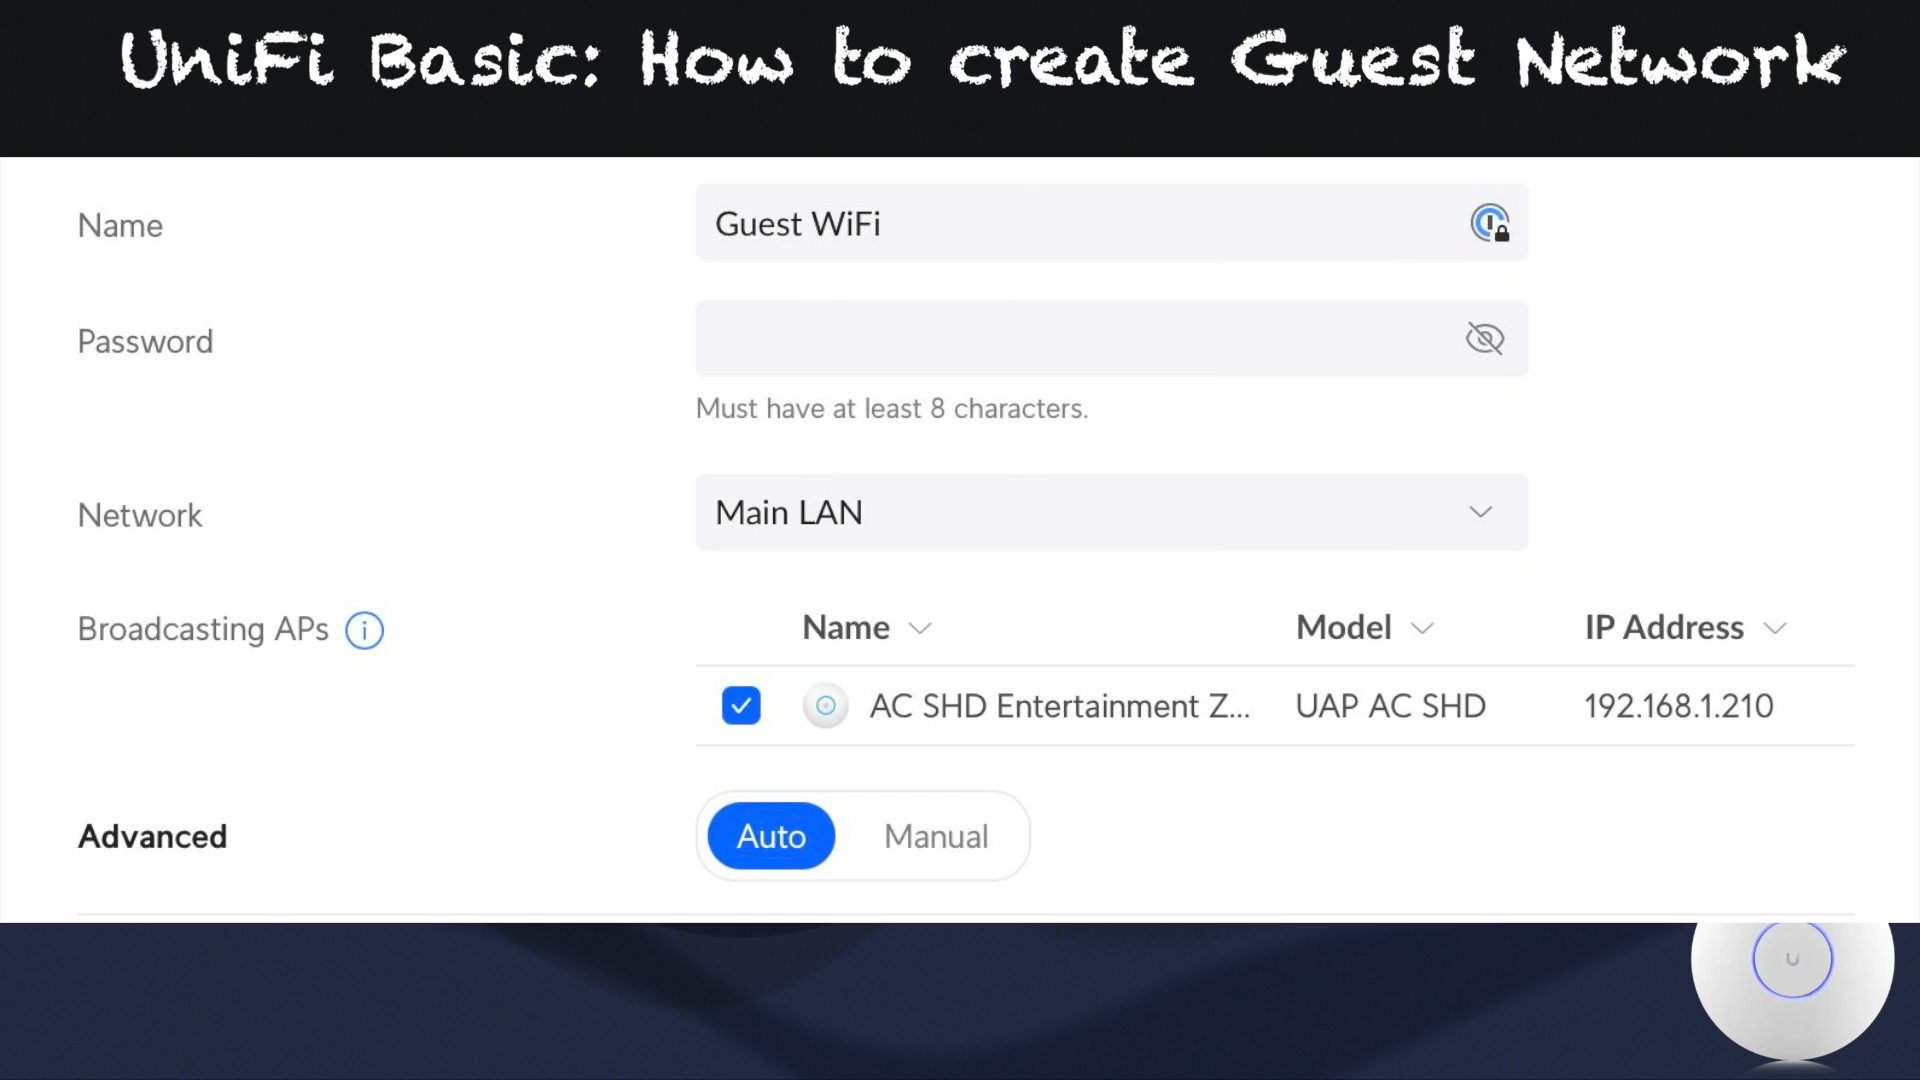 UniFi Basic: How to create Guest Network
Name
Guest WiFi
Password
Must have at least 8 characters.
Network
Main LAN
Broadcasting APs
Name
Model
IP Address
AC SHD Entertainment Z...
UAP AC SHD
192.168.1.210
Advanced
Auto
Manual